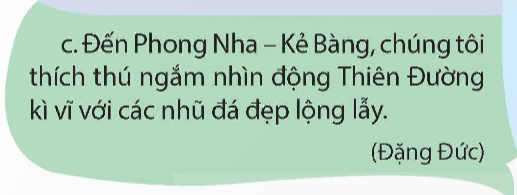 c. Đến Phong Nha – Kẻ Bàng, chúng tôi
thích thú ngắm nhìn động Thiên Đường
kì vĩ với các nhũ đá đẹp lộng lẫy.
(Đặng Đức)